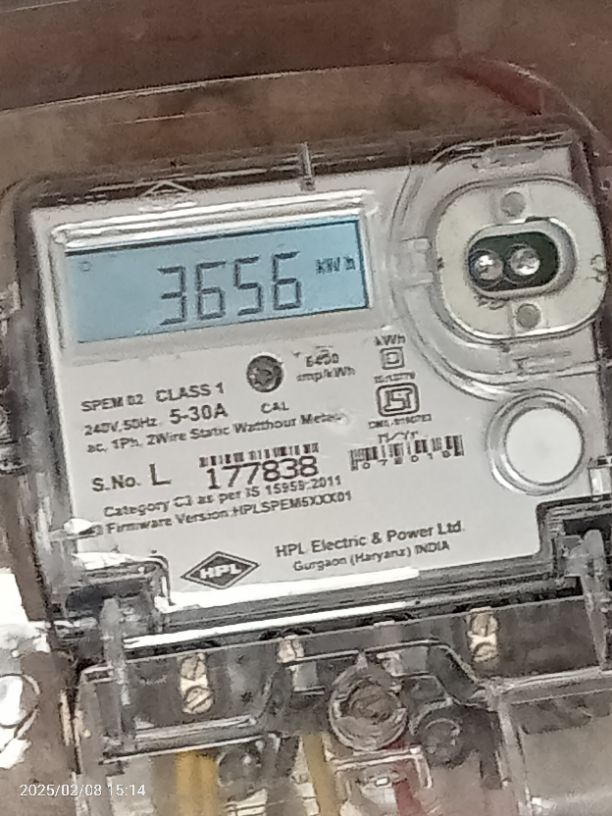 3656 kWh
kWh
6400
imp/kWh
SPEM 02 CLASS 1
240V, 50Hz 5-30A CAL
ac, 1Ph, 2Wire Static Watthour Meter
M/Yr.
S.No. L 177838
Category C3 as per IS 15959:2011
Firmware Version:HPLSPEM5XXX01
HPL
HPL Electric & Power Ltd.
Gurgaon (Haryana) INDIA
2025/02/08 15:14